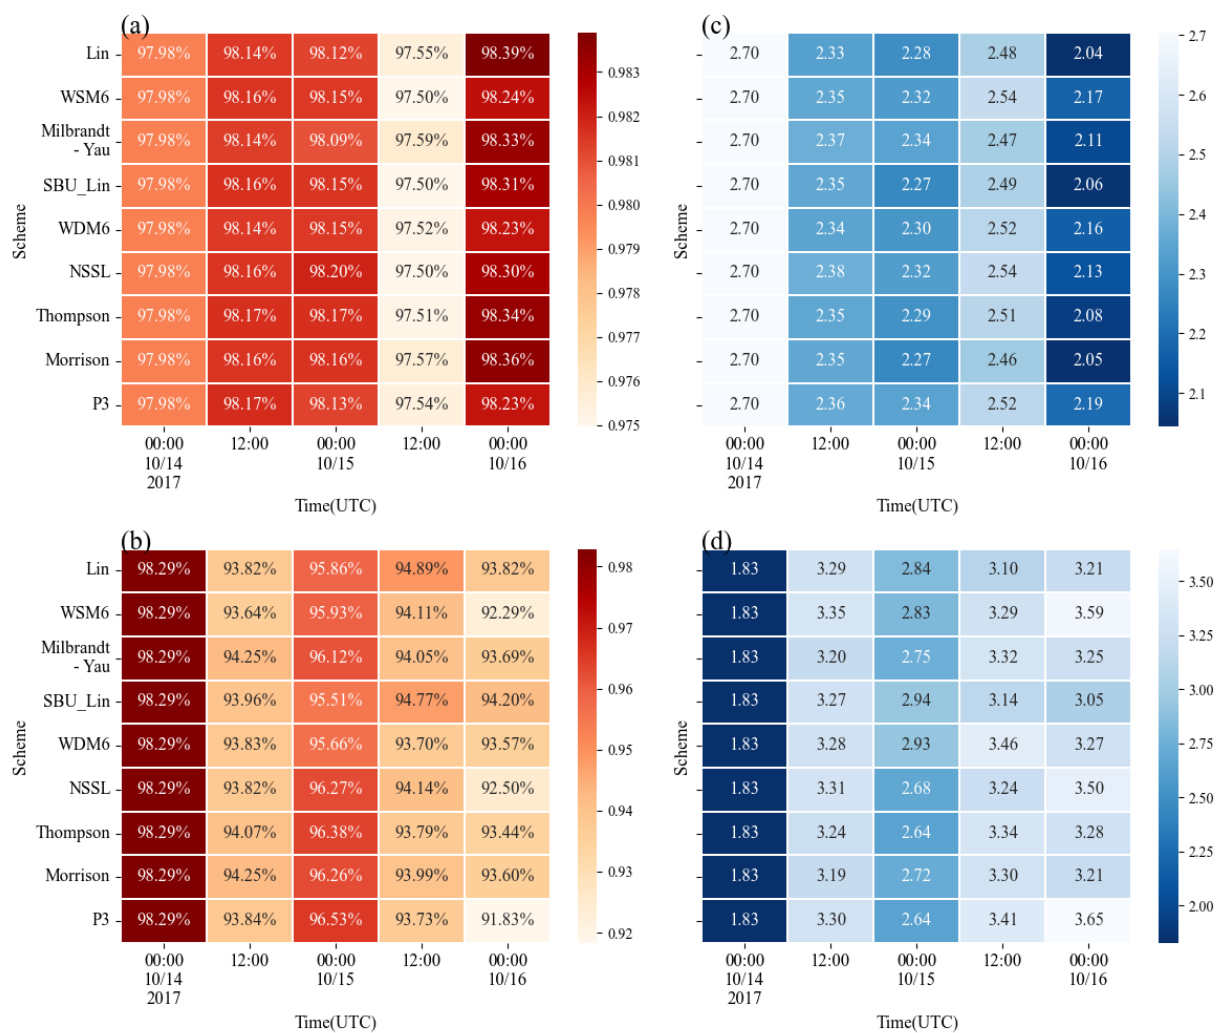 (a)
Lin 97.98% 98.14% 98.12% 97.55% 98.39%
WSM6 97.98% 98.16% 98.15% 97.50% 98.24%
Milbrandt
- Yau 97.98% 98.14% 98.09% 97.59% 98.33%
SBU_Lin 97.98% 98.16% 98.15% 97.50% 98.31%
WDM6 97.98% 98.14% 98.15% 97.52% 98.23%
NSSL 97.98% 98.16% 98.20% 97.50% 98.30%
Thompson 97.98% 98.17% 98.17% 97.51% 98.34%
Morrison 97.98% 98.16% 98.16% 97.57% 98.36%
P3 97.98% 98.17% 98.13% 97.54% 98.23%
Scheme
00:00 12:00 00:00 12:00 00:00
10/14 10/15 10/16
2017
Time(UTC)
0.983
0.982
0.981
0.980
0.979
0.978
0.977
0.976
0.975
(c)
2.70 2.33 2.28 2.48 2.04
2.70 2.35 2.32 2.54 2.17
2.70 2.37 2.34 2.47 2.11
2.70 2.35 2.27 2.49 2.06
2.70 2.34 2.30 2.52 2.16
2.70 2.38 2.32 2.54 2.13
2.70 2.35 2.29 2.51 2.08
2.70 2.35 2.27 2.46 2.05
2.70 2.36 2.34 2.52 2.19
Scheme
00:00 12:00 00:00 12:00 00:00
10/14 10/15 10/16
2017
Time(UTC)
2.7
2.6
2.5
2.4
2.3
2.2
2.1
(b)
Lin 98.29% 93.82% 95.86% 94.89% 93.82%
WSM6 98.29% 93.64% 95.93% 94.11% 92.29%
Milbrandt
- Yau 98.29% 94.25% 96.12% 94.05% 93.69%
SBU_Lin 98.29% 93.96% 95.51% 94.77% 94.20%
WDM6 98.29% 93.83% 95.66% 93.70% 93.57%
NSSL 98.29% 93.82% 96.27% 94.14% 92.50%
Thompson 98.29% 94.07% 96.38% 93.79% 93.44%
Morrison 98.29% 94.25% 96.26% 93.99% 93.60%
P3 98.29% 93.84% 96.53% 93.73% 91.83%
Scheme
00:00 12:00 00:00 12:00 00:00
10/14 10/15 10/16
2017
Time(UTC)
0.98
0.97
0.96
0.95
0.94
0.93
0.92
(d)
1.83 3.29 2.84 3.10 3.21
1.83 3.35 2.83 3.29 3.59
1.83 3.20 2.75 3.32 3.25
1.83 3.27 2.94 3.14 3.05
1.83 3.28 2.93 3.46 3.27
1.83 3.31 2.68 3.24 3.50
1.83 3.24 2.64 3.34 3.28
1.83 3.19 2.72 3.30 3.21
1.83 3.30 2.64 3.41 3.65
Scheme
00:00 12:00 00:00 12:00 00:00
10/14 10/15 10/16
2017
Time(UTC)
3.50
3.25
3.00
2.75
2.50
2.25
2.00